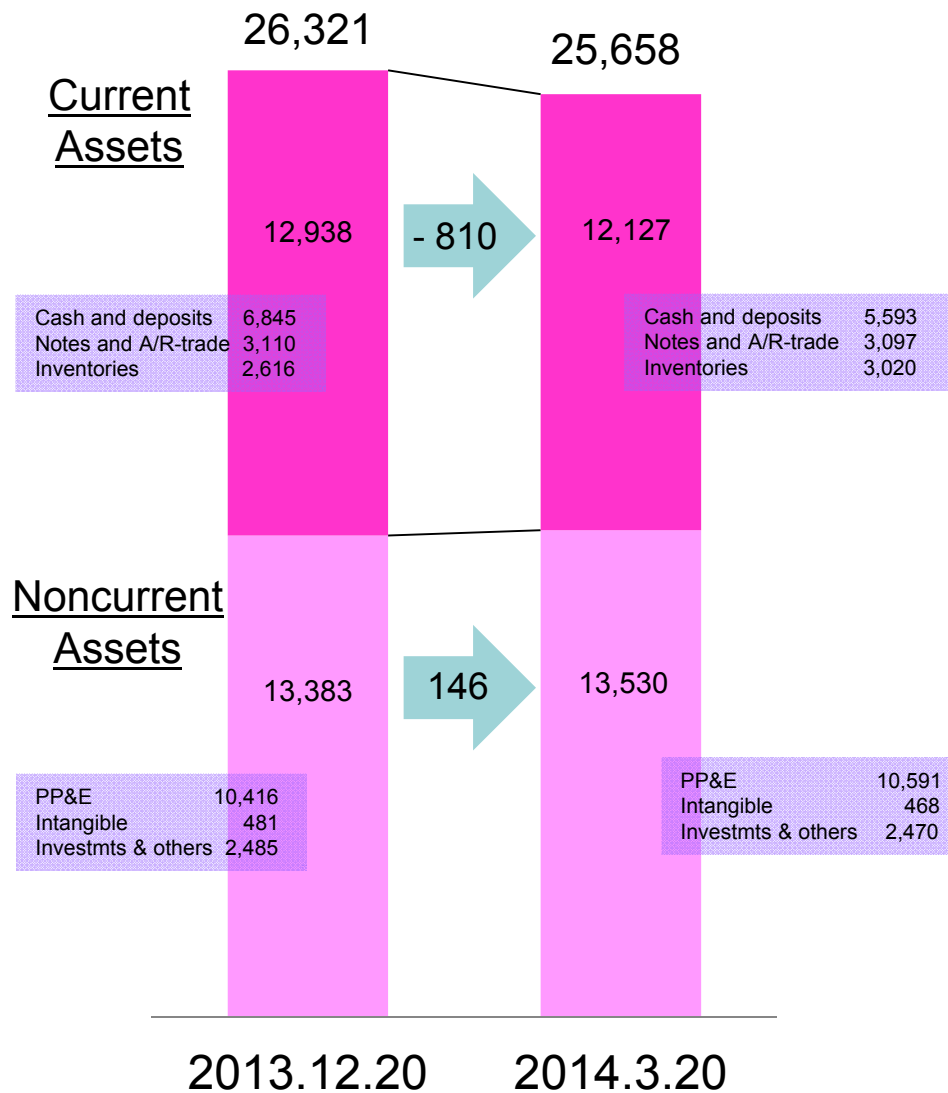 26,321
25,658
Current
Assets
12,938
- 810
12,127
Cash and deposits 6,845
Notes and A/R-trade 3,110
Inventories 2,616
Cash and deposits 5,593
Notes and A/R-trade 3,097
Inventories 3,020
Noncurrent
Assets
13,383
146
13,530
PP&E 10,416
Intangible 481
Investmts & others 2,485
PP&E 10,591
Intangible 468
Investmts & others 2,470
2013.12.20
2014.3.20